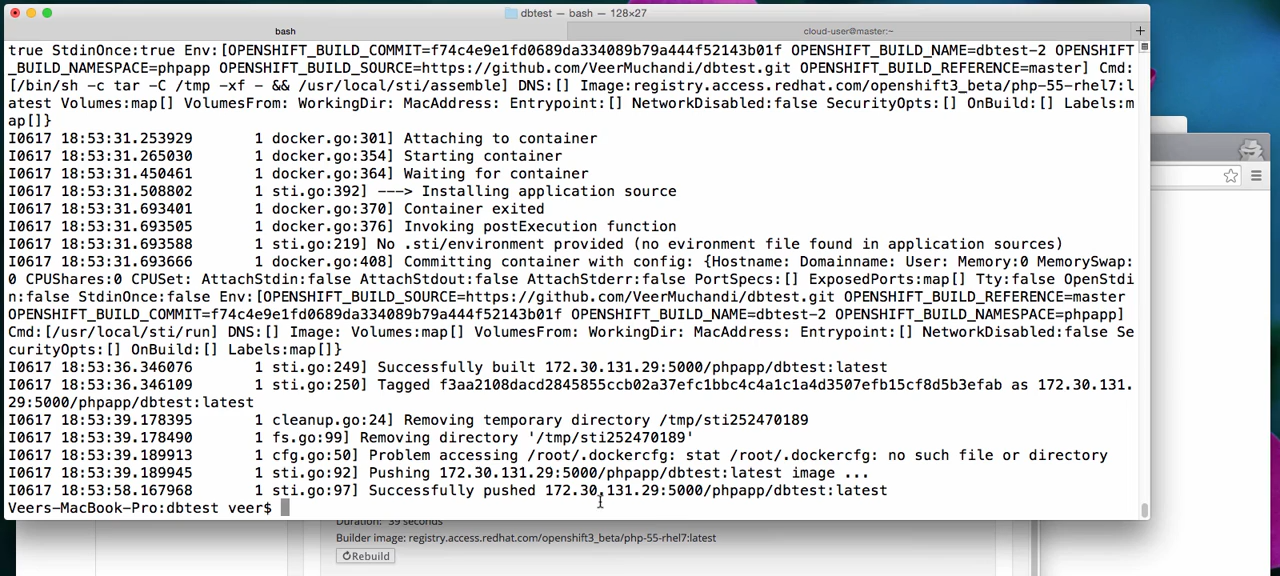 dbtest — bash — 128×27
bash
cloud-user@master:~
true StdinOnce:true Env:[OPENSHIFT_BUILD_COMMIT=f74c4e9e1fd0689da334089b79a444f52143b01f OPENSHIFT_BUILD_NAME=dbtest-2 OPENSHIFT
_BUILD_NAMESPACE=phpapp OPENSHIFT_BUILD_SOURCE=https://github.com/VeerMuchandi/dbtest.git OPENSHIFT_BUILD_REFERENCE=master] Cmd:
[/bin/sh -c tar -C /tmp -xf - && /usr/local/sti/assemble] DNS:[] Image:registry.access.redhat.com/openshift3_beta/php-55-rhel7:l
atest Volumes:map[] VolumesFrom: WorkingDir: MacAddress: Entrypoint:[] NetworkDisabled:false SecurityOpts:[] OnBuild:[] Labels:m
ap[]}
I0617 18:53:31.253929 1 docker.go:301] Attaching to container
I0617 18:53:31.265030 1 docker.go:354] Starting container
I0617 18:53:31.450461 1 docker.go:364] Waiting for container
I0617 18:53:31.508802 1 sti.go:392] ---> Installing application source
I0617 18:53:31.693401 1 docker.go:370] Container exited
I0617 18:53:31.693505 1 docker.go:376] Invoking postExecution function
I0617 18:53:31.693588 1 sti.go:219] No .sti/environment provided (no evironment file found in application sources)
I0617 18:53:31.693666 1 docker.go:408] Committing container with config: {Hostname: Domainname: User: Memory:0 MemorySwap:
0 CPUShares:0 CPUSet: AttachStdin:false AttachStdout:false AttachStderr:false PortSpecs:[] ExposedPorts:map[] Tty:false OpenStdi
n:false StdinOnce:false Env:[OPENSHIFT_BUILD_SOURCE=https://github.com/VeerMuchandi/dbtest.git OPENSHIFT_BUILD_REFERENCE=master
OPENSHIFT_BUILD_COMMIT=f74c4e9e1fd0689da334089b79a444f52143b01f OPENSHIFT_BUILD_NAME=dbtest-2 OPENSHIFT_BUILD_NAMESPACE=phpapp]
Cmd:[/usr/local/sti/run] DNS:[] Image: Volumes:map[] VolumesFrom: WorkingDir: MacAddress: Entrypoint:[] NetworkDisabled:false Se
curityOpts:[] OnBuild:[] Labels:map[]}
I0617 18:53:36.346076 1 sti.go:249] Successfully built 172.30.131.29:5000/phpapp/dbtest:latest
I0617 18:53:36.346109 1 sti.go:250] Tagged f3aa2108dacd2845855ccb02a37efc1bbc4c4a1c1a4d3507efb15cf8d5b3efab as 172.30.131.
29:5000/phpapp/dbtest:latest
I0617 18:53:39.178395 1 cleanup.go:24] Removing temporary directory /tmp/sti252470189
I0617 18:53:39.178490 1 fs.go:99] Removing directory '/tmp/sti252470189'
I0617 18:53:39.189913 1 cfg.go:50] Problem accessing /root/.dockercfg: stat /root/.dockercfg: no such file or directory
I0617 18:53:39.189945 1 sti.go:92] Pushing 172.30.131.29:5000/phpapp/dbtest:latest image ...
I0617 18:53:58.167968 1 sti.go:97] Successfully pushed 172.30.131.29:5000/phpapp/dbtest:latest
Veers-MacBook-Pro:dbtest veer$
Duration: 39 seconds
Builder image: registry.access.redhat.com/openshift3_beta/php-55-rhel7:latest
Rebuild